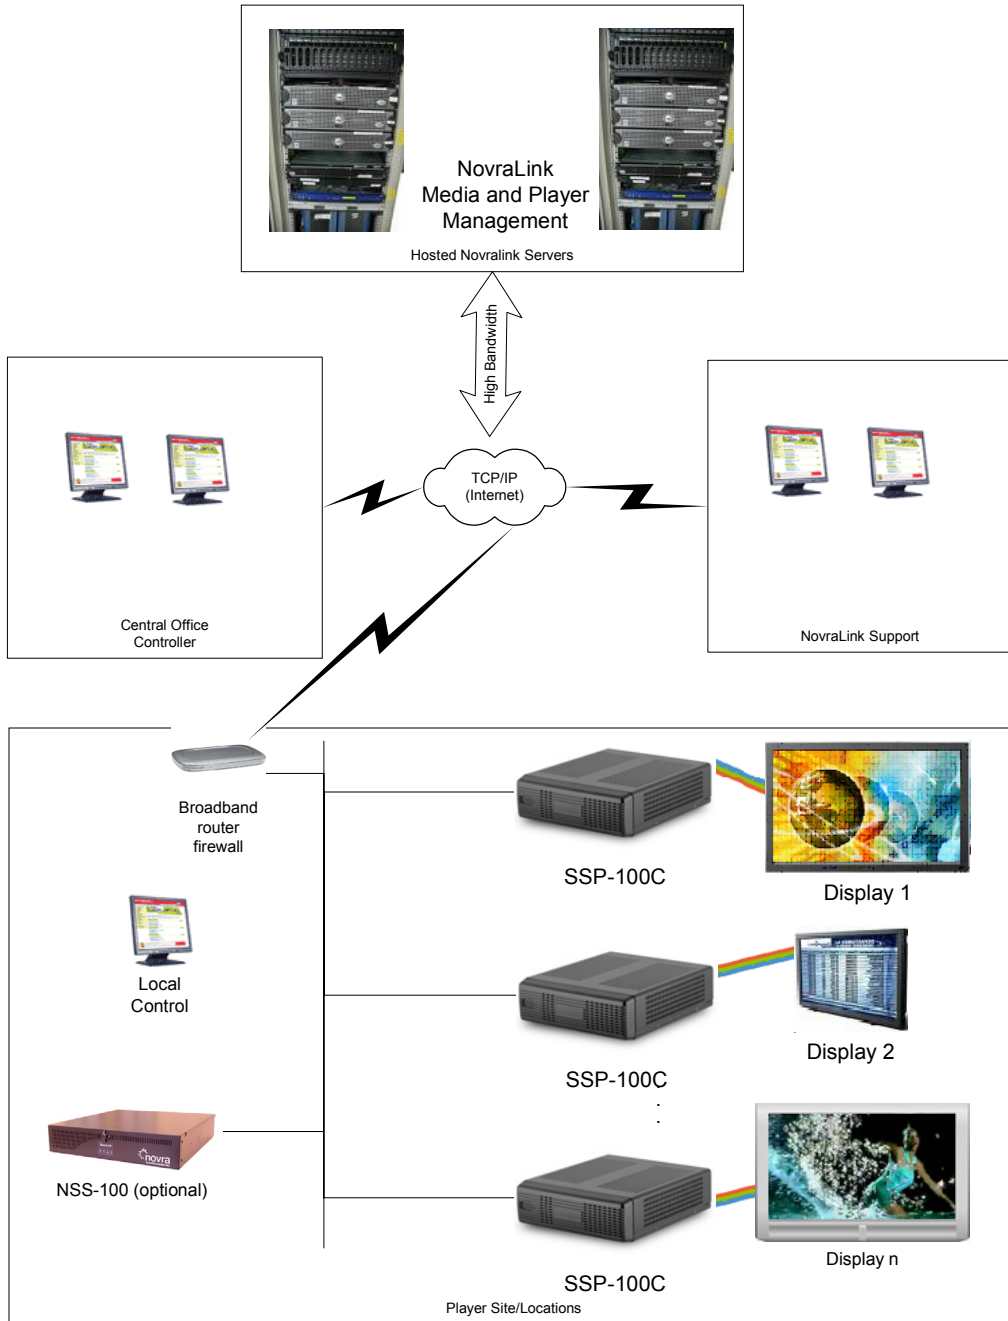 NovraLink
Media and Player
Management
Hosted Novralink Servers
High Bandwidth
TCP/IP
(Internet)
Central Office
Controller
NovraLink Support
Broadband
router
firewall
SSP-100C
Display 1
Local
Control
SSP-100C
Display 2
novra
NSS-100 (optional)
SSP-100C
Display n
Player Site/Locations